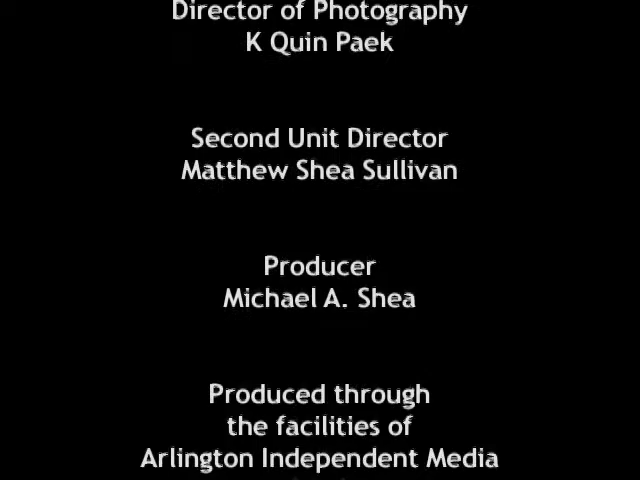 Director of Photography
K Quin Paek
Second Unit Director
Matthew Shea Sullivan
Producer
Michael A. Shea
Produced through
the facilities of
Arlington Independent Media